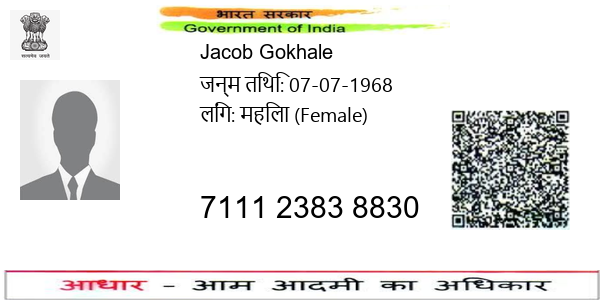 भारत सरकार
Government of India
सत्यमेव जयते
Jacob Gokhale
जन्म तिथि: 07-07-1968
लिंग: महिला (Female)
7111 2383 8830
आधार - आम आदमी का अधिकार